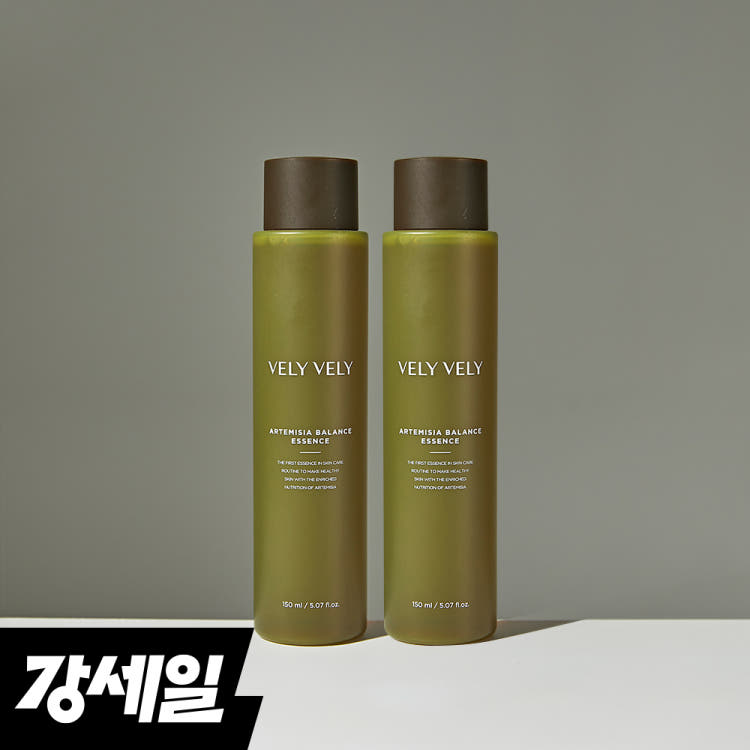 VELY VELY
ARTEMISIA BALANCE
ESSENCE
THE FIRST ESSENCE IN SKIN CARE
ROUTINE TO MAKE HEALTHY
SKIN WITH THE ENRICHED
NUTRITION OF ARTEMISIA
150 ml / 5.07 fl.oz.
VELY VELY
ARTEMISIA BALANCE
ESSENCE
THE FIRST ESSENCE IN SKIN CARE
ROUTINE TO MAKE HEALTHY
SKIN WITH THE ENRICHED
NUTRITION OF ARTEMISIA
150 ml / 5.07 fl.oz.
강세일